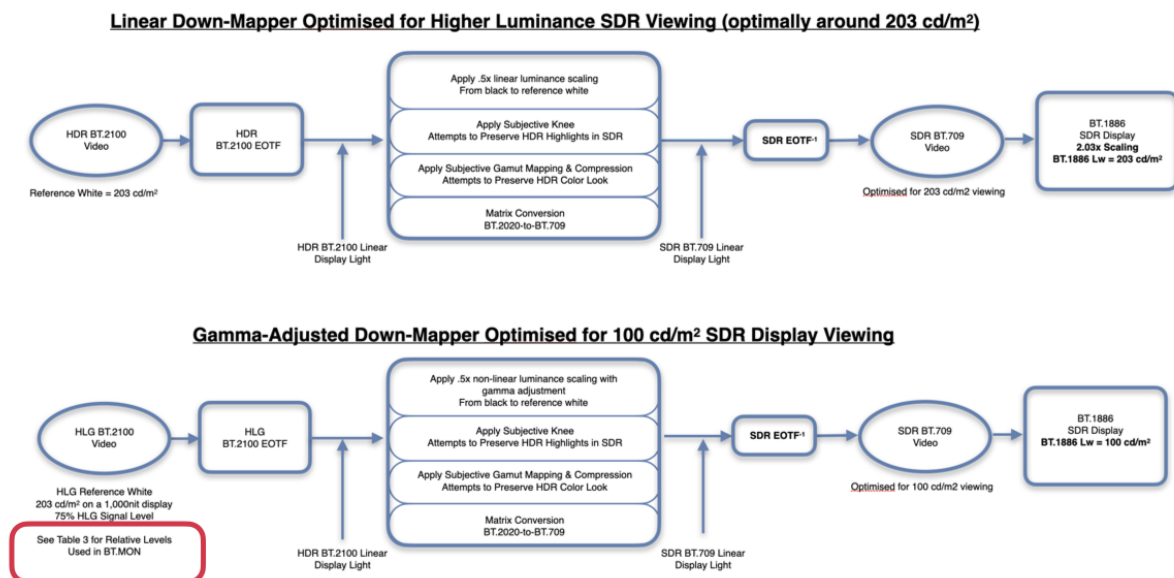 Linear Down-Mapper Optimised for Higher Luminance SDR Viewing (optimally around 203 cd/m²)
HDR BT.2100
Video
Reference White = 203 cd/m²
HDR
BT.2100 EOTF
HDR BT.2100 Linear
Display Light
Apply .5x linear luminance scaling
From black to reference white
Apply Subjective Knee
Attempts to Preserve HDR Highlights in SDR
Apply Subjective Gamut Mapping & Compression
Attempts to Preserve HDR Color Look
Matrix Conversion
BT.2020-to-BT.709
SDR BT.709 Linear
Display Light
SDR EOTF-¹
SDR BT.709
Video
Optimised for 203 cd/m2 viewing
BT.1886
SDR Display
2.03x Scaling
BT.1886 Lw = 203 cd/m²
Gamma-Adjusted Down-Mapper Optimised for 100 cd/m² SDR Display Viewing
HLG BT.2100
Video
HLG Reference White
203 cd/m² on a 1,000nit display
75% HLG Signal Level
See Table 3 for Relative Levels
Used in BT.MON
HLG
BT.2100 EOTF
HDR BT.2100 Linear
Display Light
Apply .5x non-linear luminance scaling with
gamma adjustment
From black to reference white
Apply Subjective Knee
Attempts to Preserve HDR Highlights in SDR
Apply Subjective Gamut Mapping & Compression
Attempts to Preserve HDR Color Look
Matrix Conversion
BT.2020-to-BT.709
SDR BT.709 Linear
Display Light
SDR EOTF-¹
SDR BT.709
Video
Optimised for 100 cd/m2 viewing
BT.1886
SDR Display
BT.1886 Lw = 100 cd/m²